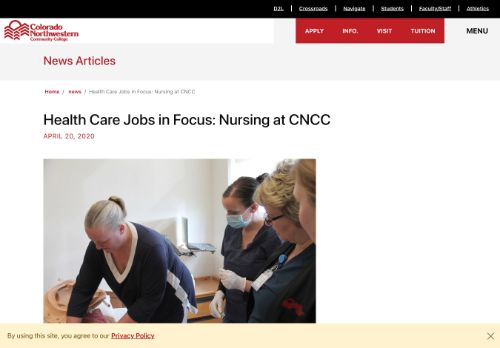 D2L Crossroads Navigate Students Faculty/Staff Athletics
Colorado
Northwestern
Community College
APPLY INFO. VISIT TUITION MENU
News Articles
Home / news / Health Care Jobs in Focus: Nursing at CNCC
Health Care Jobs in Focus: Nursing at CNCC
APRIL 20, 2020
By using this site, you agree to our Privacy Policy